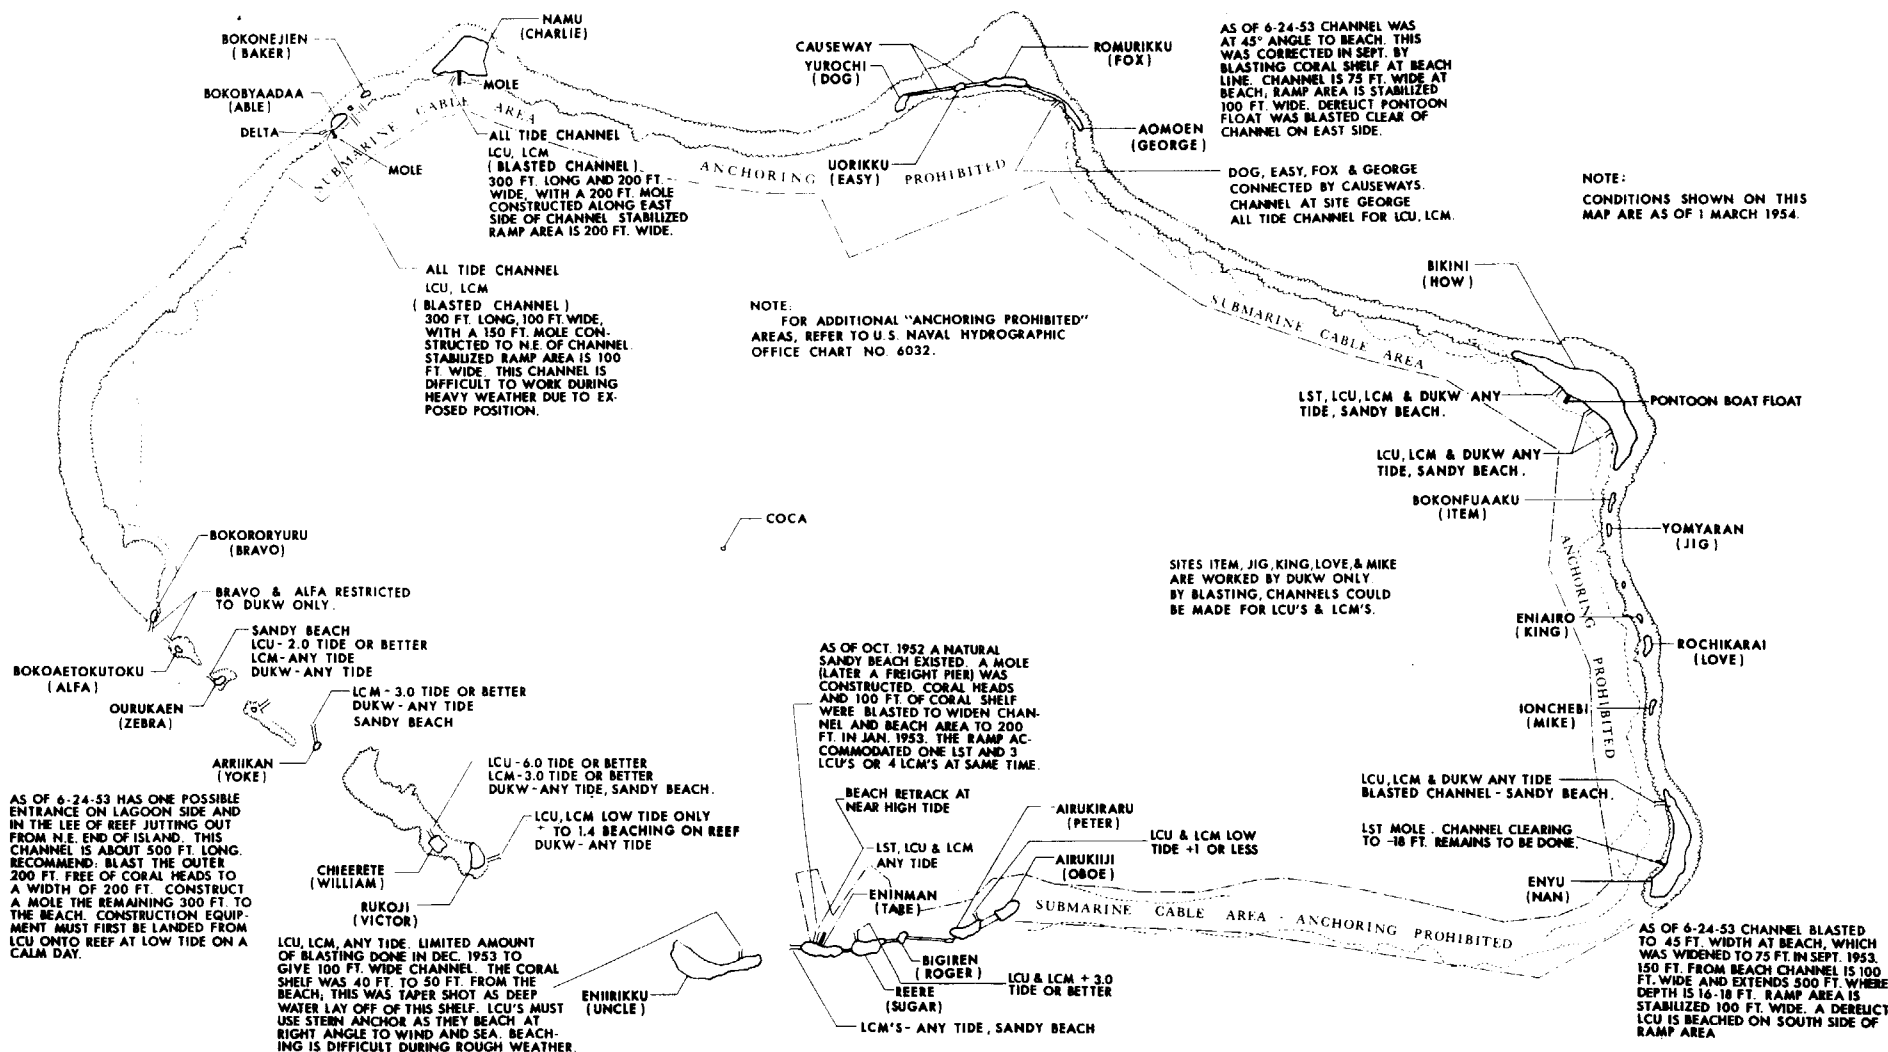 BOKONEJIEN
(BAKER)
NAMU
(CHARLIE)
BOKOBYAADAA
(ABLE)
DELTA
MOLE
MOLE
SUBMARINE CABLE AREA
ALL TIDE CHANNEL
LCU, LCM
(BLASTED CHANNEL)
300 FT. LONG AND 200 FT.
WIDE, WITH A 200 FT. MOLE
CONSTRUCTED ALONG EAST
SIDE OF CHANNEL STABILIZED
RAMP AREA IS 200 FT. WIDE.
ALL TIDE CHANNEL
LCU, LCM
(BLASTED CHANNEL)
300 FT. LONG, 100 FT. WIDE,
WITH A 150 FT. MOLE CON-
STRUCTED TO N.E. OF CHANNEL.
STABILIZED RAMP AREA IS 100
FT. WIDE. THIS CHANNEL IS
DIFFICULT TO WORK DURING
HEAVY WEATHER DUE TO EX-
POSED POSITION.
CAUSEWAY
YUROCHI
(DOG)
ROMURIKKU
(FOX)
UORIKKU
(EASY)
AOMOEN
(GEORGE)
ANCHORING PROHIBITED
AS OF 6-24-53 CHANNEL WAS
AT 45° ANGLE TO BEACH. THIS
WAS CORRECTED IN SEPT. BY
BLASTING CORAL SHELF AT BEACH
LINE. CHANNEL IS 75 FT. WIDE AT
BEACH; RAMP AREA IS STABILIZED
100 FT. WIDE. DERELICT PONTOON
FLOAT WAS BLASTED CLEAR OF
CHANNEL ON EAST SIDE.
DOG, EASY, FOX & GEORGE
CONNECTED BY CAUSEWAYS.
CHANNEL AT SITE GEORGE
ALL TIDE CHANNEL FOR LCU, LCM.
NOTE:
CONDITIONS SHOWN ON THIS
MAP ARE AS OF 1 MARCH 1954.
NOTE:
FOR ADDITIONAL "ANCHORING PROHIBITED"
AREAS, REFER TO U.S. NAVAL HYDROGRAPHIC
OFFICE CHART NO. 6032.
SUBMARINE CABLE AREA
BIKINI
(HOW)
LST, LCU, LCM & DUKW ANY
TIDE, SANDY BEACH.
PONTOON BOAT FLOAT
LCU, LCM & DUKW ANY
TIDE, SANDY BEACH.
BOKONFUAAKU
(ITEM)
YOMYARAN
(JIG)
ANCHORING PROHIBITED
COCA
SITES ITEM, JIG, KING, LOVE, & MIKE
ARE WORKED BY DUKW ONLY.
BY BLASTING, CHANNELS COULD
BE MADE FOR LCU'S & LCM'S.
ENIAIRO
(KING)
ROCHIKARAI
(LOVE)
IONCHEBI
(MIKE)
BOKORORYURU
(BRAVO)
BRAVO & ALFA RESTRICTED
TO DUKW ONLY.
SANDY BEACH
LCU - 2.0 TIDE OR BETTER
LCM - ANY TIDE
DUKW - ANY TIDE
BOKOAETOKUTOKU
(ALFA)
OURUKAEN
(ZEBRA)
LCM - 3.0 TIDE OR BETTER
DUKW - ANY TIDE
SANDY BEACH
ARRIIKAN
(YOKE)
AS OF 6-24-53 HAS ONE POSSIBLE
ENTRANCE ON LAGOON SIDE AND
IN THE LEE OF REEF JUTTING OUT
FROM N.E. END OF ISLAND. THIS
CHANNEL IS ABOUT 500 FT. LONG.
RECOMMEND: BLAST THE OUTER
200 FT. FREE OF CORAL HEADS TO
A WIDTH OF 200 FT. CONSTRUCT
A MOLE THE REMAINING 300 FT. TO
THE BEACH. CONSTRUCTION EQUIP-
MENT MUST FIRST BE LANDED FROM
LCU ONTO REEF AT LOW TIDE ON A
CALM DAY.
LCU - 6.0 TIDE OR BETTER
LCM - 3.0 TIDE OR BETTER
DUKW - ANY TIDE, SANDY BEACH.
LCU, LCM LOW TIDE ONLY
+ TO 1.4 BEACHING ON REEF
DUKW - ANY TIDE
CHIEERETE
(WILLIAM)
RUKOJI
(VICTOR)
LCU, LCM, ANY TIDE. LIMITED AMOUNT
OF BLASTING DONE IN DEC. 1953 TO
GIVE 100 FT. WIDE CHANNEL. THE CORAL
SHELF WAS 40 FT. TO 50 FT. FROM THE
BEACH; THIS WAS TAPER SHOT AS DEEP
WATER LAY OFF OF THIS SHELF. LCU'S MUST
USE STERN ANCHOR AS THEY BEACH AT
RIGHT ANGLE TO WIND AND SEA. BEACH-
ING IS DIFFICULT DURING ROUGH WEATHER.
ENIIRIKKU
(UNCLE)
AS OF OCT. 1952 A NATURAL
SANDY BEACH EXISTED. A MOLE
(LATER A FREIGHT PIER) WAS
CONSTRUCTED. CORAL HEADS
AND 100 FT. OF CORAL SHELF
WERE BLASTED TO WIDEN CHAN-
NEL AND BEACH AREA TO 200
FT. IN JAN. 1953. THE RAMP AC-
COMMODATED ONE LST AND 3
LCU'S OR 4 LCM'S AT SAME TIME.
BEACH RETRACK AT
NEAR HIGH TIDE
LST, LCU & LCM
ANY TIDE
ENINMAN
(TARE)
AIRUKIRARU
(PETER)
LCU & LCM LOW
TIDE +1 OR LESS
AIRUKIIJI
(OBOE)
BIGIREN
(ROGER)
REERE
(SUGAR)
LCU & LCM + 3.0
TIDE OR BETTER
LCM'S - ANY TIDE, SANDY BEACH
SUBMARINE CABLE AREA - ANCHORING PROHIBITED
LCU, LCM & DUKW ANY TIDE
BLASTED CHANNEL - SANDY BEACH.
LST MOLE. CHANNEL CLEARING
TO -18 FT. REMAINS TO BE DONE.
ENYU
(NAN)
AS OF 6-24-53 CHANNEL BLASTED
TO 45 FT. WIDTH AT BEACH, WHICH
WAS WIDENED TO 75 FT. IN SEPT. 1953.
150 FT. FROM BEACH CHANNEL IS 100
FT. WIDE AND EXTENDS 500 FT. WHERE
DEPTH IS 16-18 FT. RAMP AREA IS
STABILIZED 100 FT. WIDE. A DERELICT
LCU IS BEACHED ON SOUTH SIDE OF
RAMP AREA